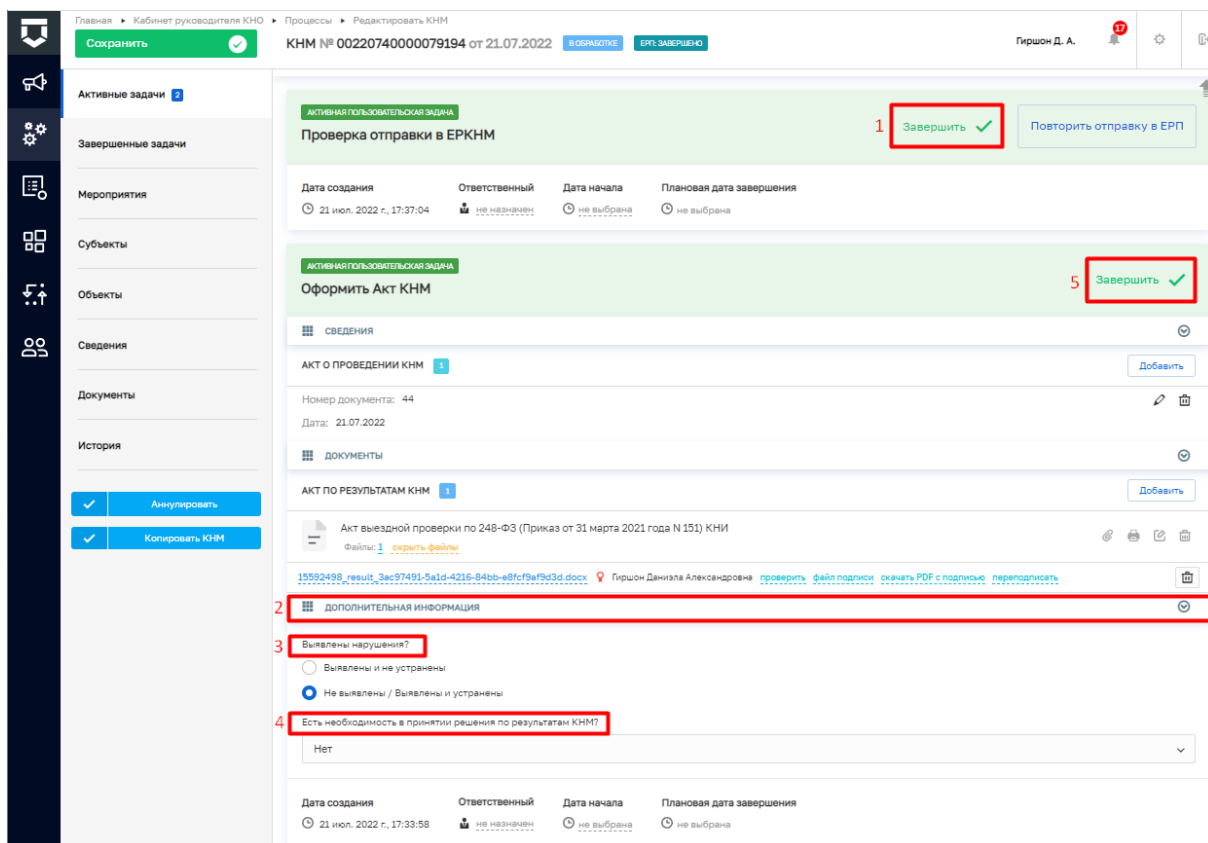 Главная ▸ Кабинет руководителя КНО ▸ Процессы ▸ Редактировать КНМ
Сохранить
КНМ № 00220740000079194 от 21.07.2022 В ОБРАБОТКЕ ЕРП: ЗАВЕРШЕНО
Гиршон Д. А.
17
Активные задачи 2
Завершенные задачи
Мероприятия
Субъекты
Объекты
Сведения
Документы
История
Аннулировать
Копировать КНМ
АКТИВНАЯ ПОЛЬЗОВАТЕЛЬСКАЯ ЗАДАЧА
Проверка отправки в ЕРКНМ
1 Завершить
Повторить отправку в ЕРП
Дата создания Ответственный Дата начала Плановая дата завершения
21 июл. 2022 г., 17:37:04 не назначен не выбрана не выбрана
АКТИВНАЯ ПОЛЬЗОВАТЕЛЬСКАЯ ЗАДАЧА
Оформить Акт КНМ
5 Завершить
СВЕДЕНИЯ
АКТ О ПРОВЕДЕНИИ КНМ 1 Добавить
Номер документа: 44
Дата: 21.07.2022
ДОКУМЕНТЫ
АКТ ПО РЕЗУЛЬТАТАМ КНМ 1 Добавить
Акт выездной проверки по 248-ФЗ (Приказ от 31 марта 2021 года N 151) КНИ
Файлы: 1 скрыть файлы
15592498_result_3ac97491-5a1d-4216-84bb-e8fcf9af9d3d.docx Гиршон Даниэла Александровна проверить файл подписи скачать PDF с подписью переподписать
2 ДОПОЛНИТЕЛЬНАЯ ИНФОРМАЦИЯ
3 Выявлены нарушения?
Выявлены и не устранены
Не выявлены / Выявлены и устранены
4 Есть необходимость в принятии решения по результатам КНМ?
Нет
Дата создания Ответственный Дата начала Плановая дата завершения
21 июл. 2022 г., 17:33:58 не назначен не выбрана не выбрана